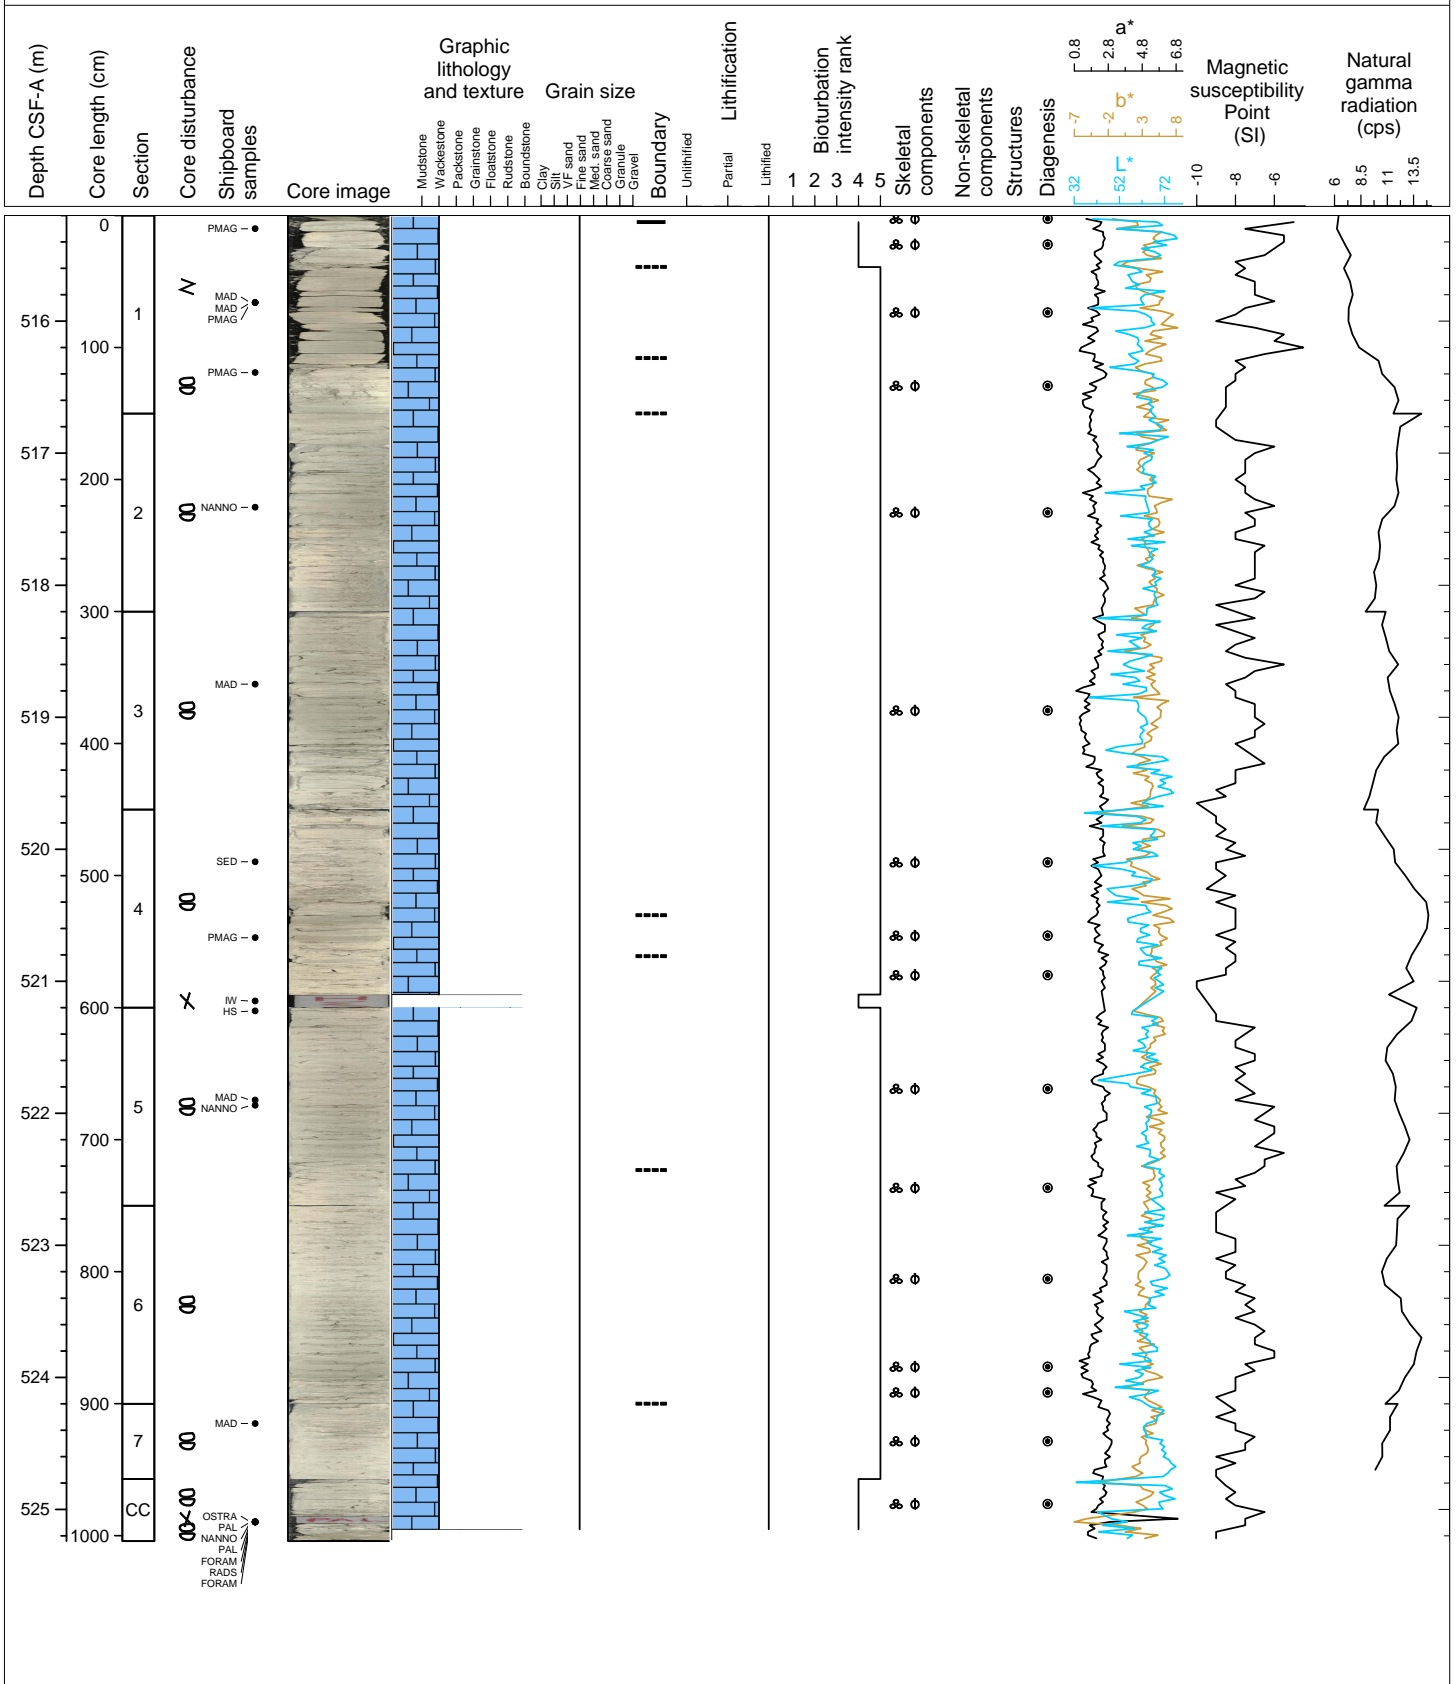 Depth CSF-A (m)
Core length (cm)
Section
Core disturbance
Shipboard
samples
Core image
Graphic
lithology
and texture
Mudstone
Wackestone
Packstone
Grainstone
Floatstone
Rudstone
Boundstone
Grain size
Clay
Silt
VF sand
Fine sand
Med. sand
Coarse sand
Granule
Gravel
Boundary
Lithification
Unlithified
Partial
Lithified
Bioturbation
intensity rank
1 2 3 4 5
Skeletal
components
Non-skeletal
components
Structures
Diagenesis
a*
0.8 2.8 4.8 6.8
b*
-7 -2 3 8
L*
32 52 72
Magnetic
susceptibility
Point
(SI)
-10 -8 -6
Natural
gamma
radiation
(cps)
6 8.5 11 13.5
516
517
518
519
520
521
522
523
524
525
0
100
200
300
400
500
600
700
800
900
1000
1
2
3
4
5
6
7
CC
PMAG
MAD
MAD
PMAG
PMAG
NANNO
MAD
SED
PMAG
IW
HS
MAD
NANNO
MAD
OSTRA
PAL
NANNO
PAL
FORAM
RADS
FORAM